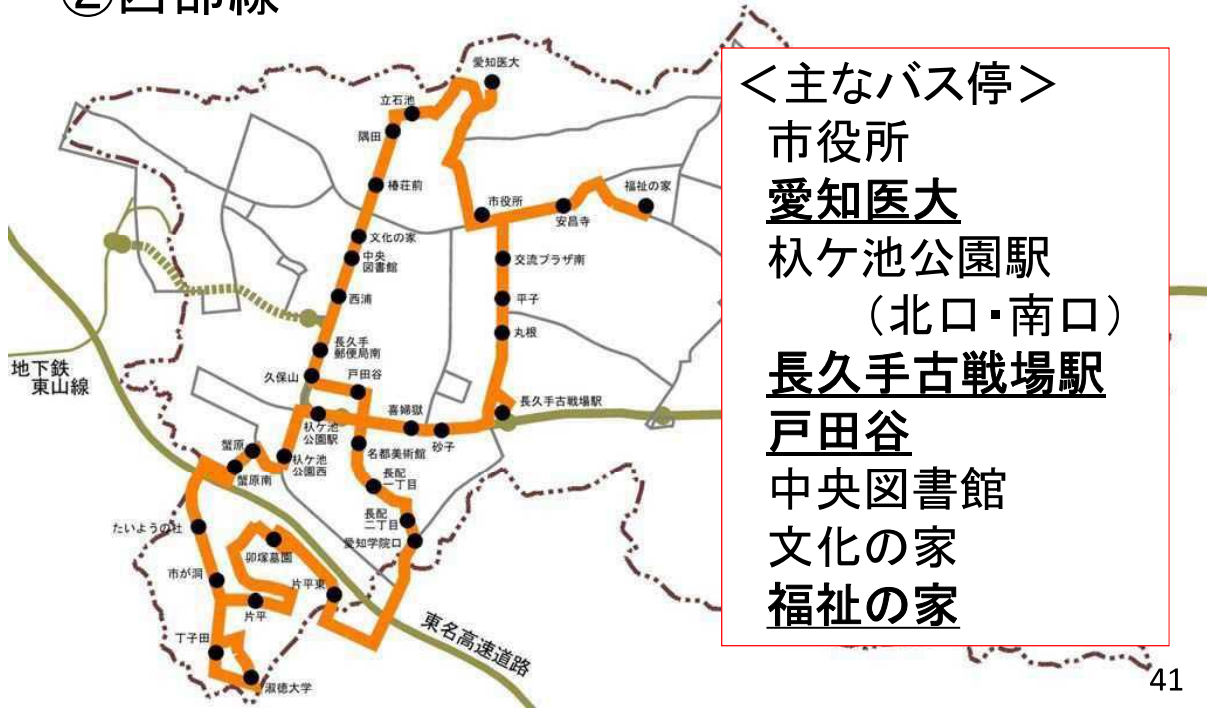 ②西部線
愛知医大
立石池
隅田
椿荘前
市役所
福祉の家
安昌寺
文化の家
中央
図書館
交流プラザ南
西浦
平子
丸根
長久手
郵便局南
地下鉄
東山線
久保山
戸田谷
長久手古戦場駅
喜婦獄
杁ケ池
公園駅
砂子
蟹原
名都美術館
杁ケ池
公園西
蟹原南
長配
一丁目
長配
二丁目
たいようの杜
愛知学院口
卯塚墓園
市が洞
片平東
片平
東名高速道路
丁子田
淑徳大学
＜主なバス停＞
市役所
愛知医大
杁ケ池公園駅
（北口・南口）
長久手古戦場駅
戸田谷
中央図書館
文化の家
福祉の家
41